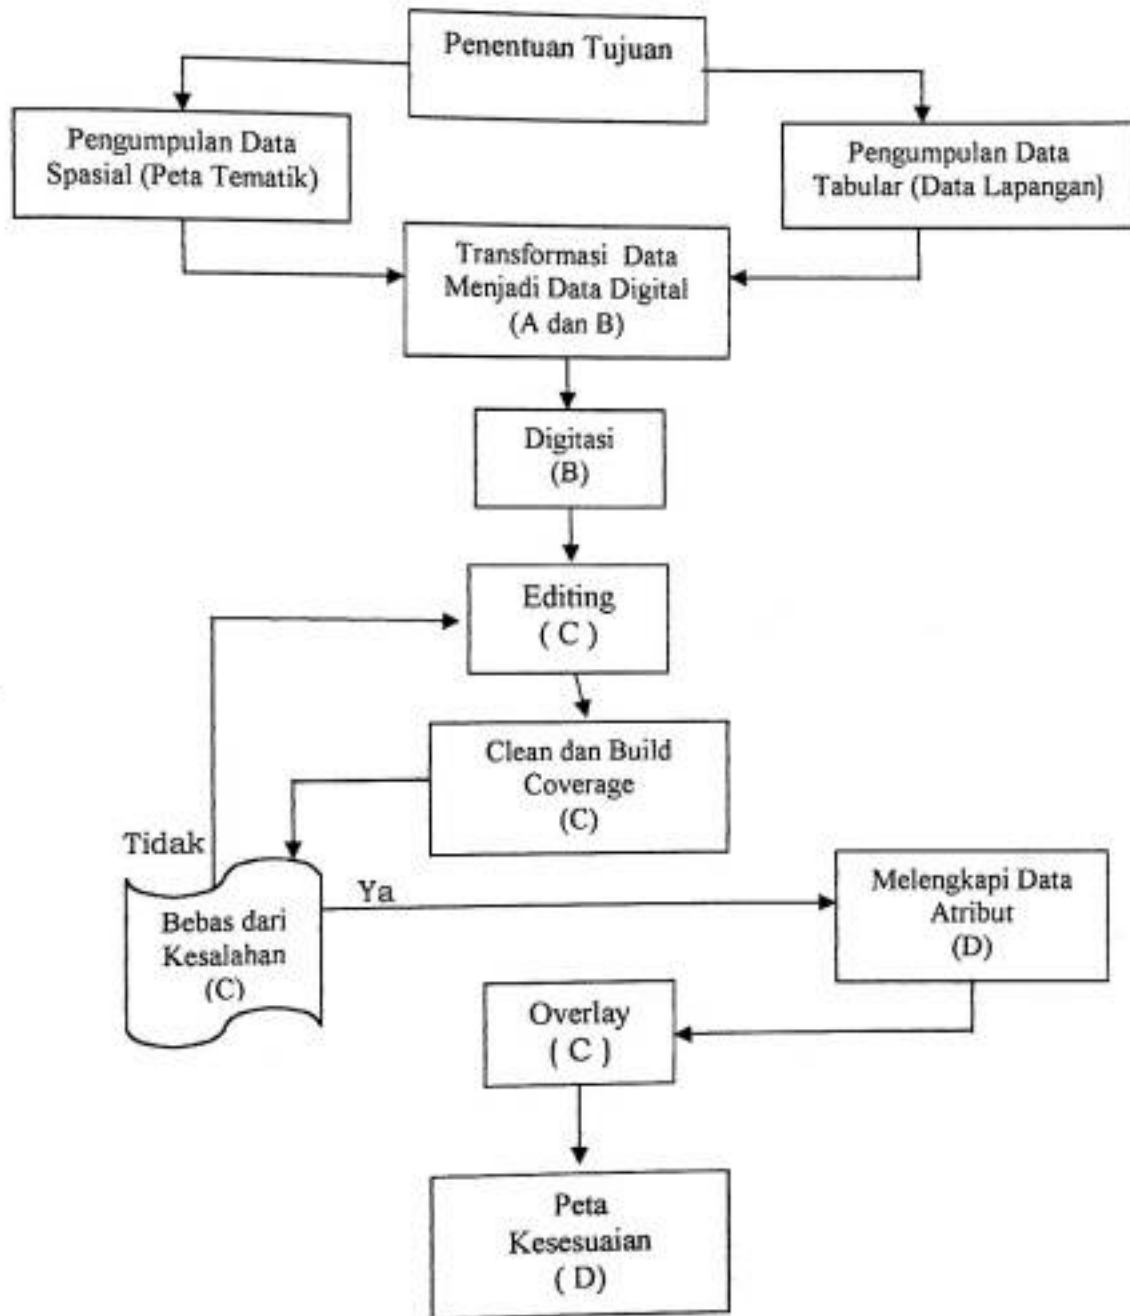 Penentuan Tujuan
Pengumpulan Data
Spasial (Peta Tematik)
Pengumpulan Data
Tabular (Data Lapangan)
Transformasi Data
Menjadi Data Digital
(A dan B)
Digitasi
(B)
Editing
( C )
Clean dan Build
Coverage
(C)
Tidak
Ya
Bebas dari
Kesalahan
(C)
Melengkapi Data
Atribut
(D)
Overlay
( C )
Peta
Kesesuaian
( D)